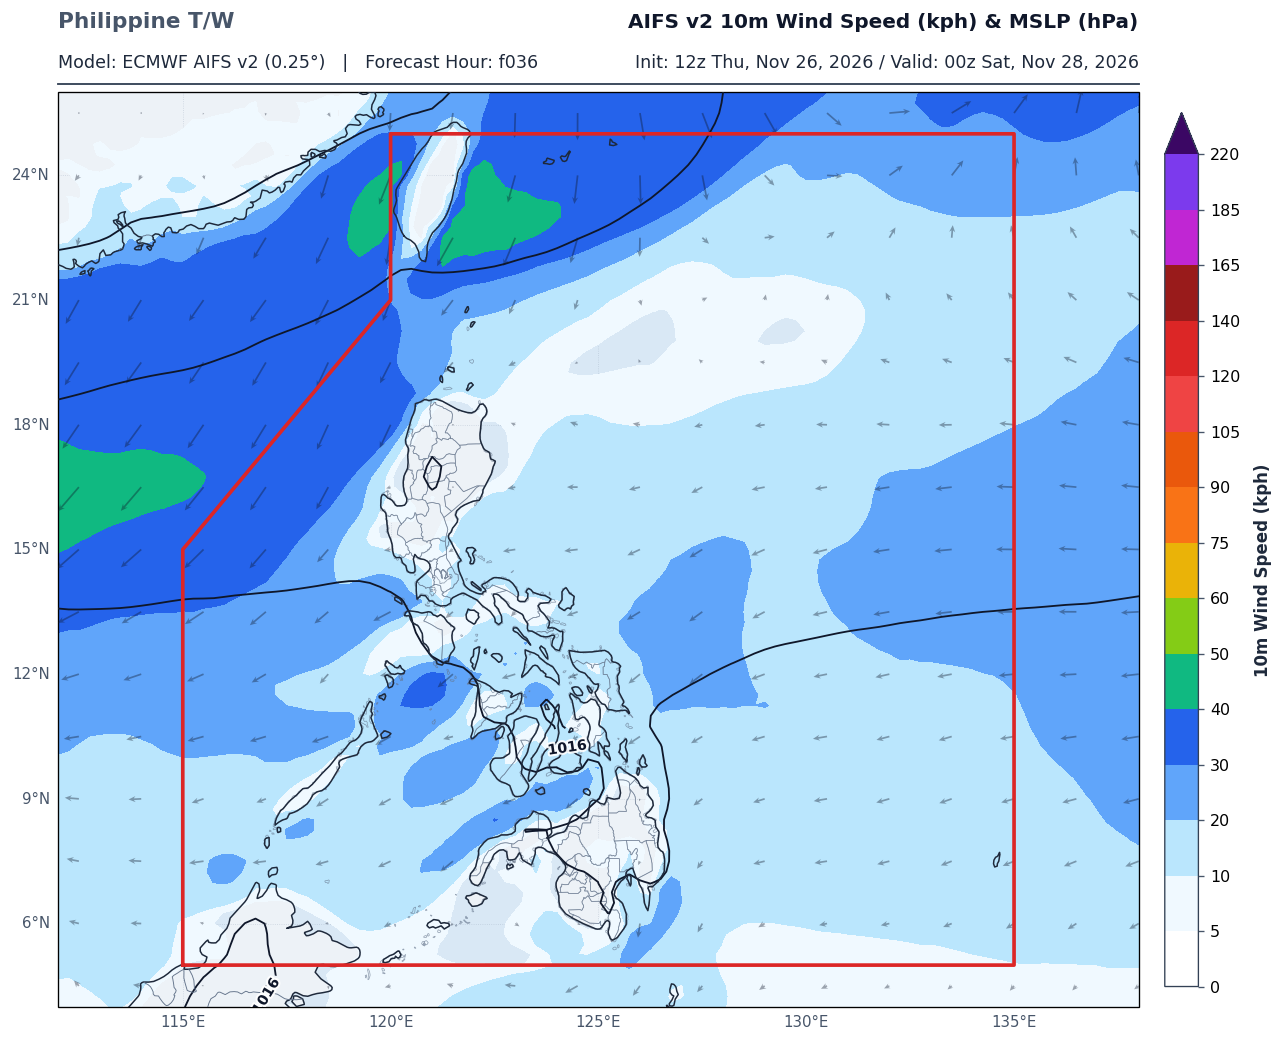 Philippine T/W
AIFS v2 10m Wind Speed (kph) & MSLP (hPa)
Model: ECMWF AIFS v2 (0.25°) | Forecast Hour: f036
Init: 12z Thu, Nov 26, 2026 / Valid: 00z Sat, Nov 28, 2026
24°N
21°N
18°N
15°N
12°N
9°N
6°N
115°E
120°E
125°E
130°E
135°E
1016
1016
220
185
165
140
120
105
90
75
60
50
40
30
20
10
5
0
10m Wind Speed (kph)